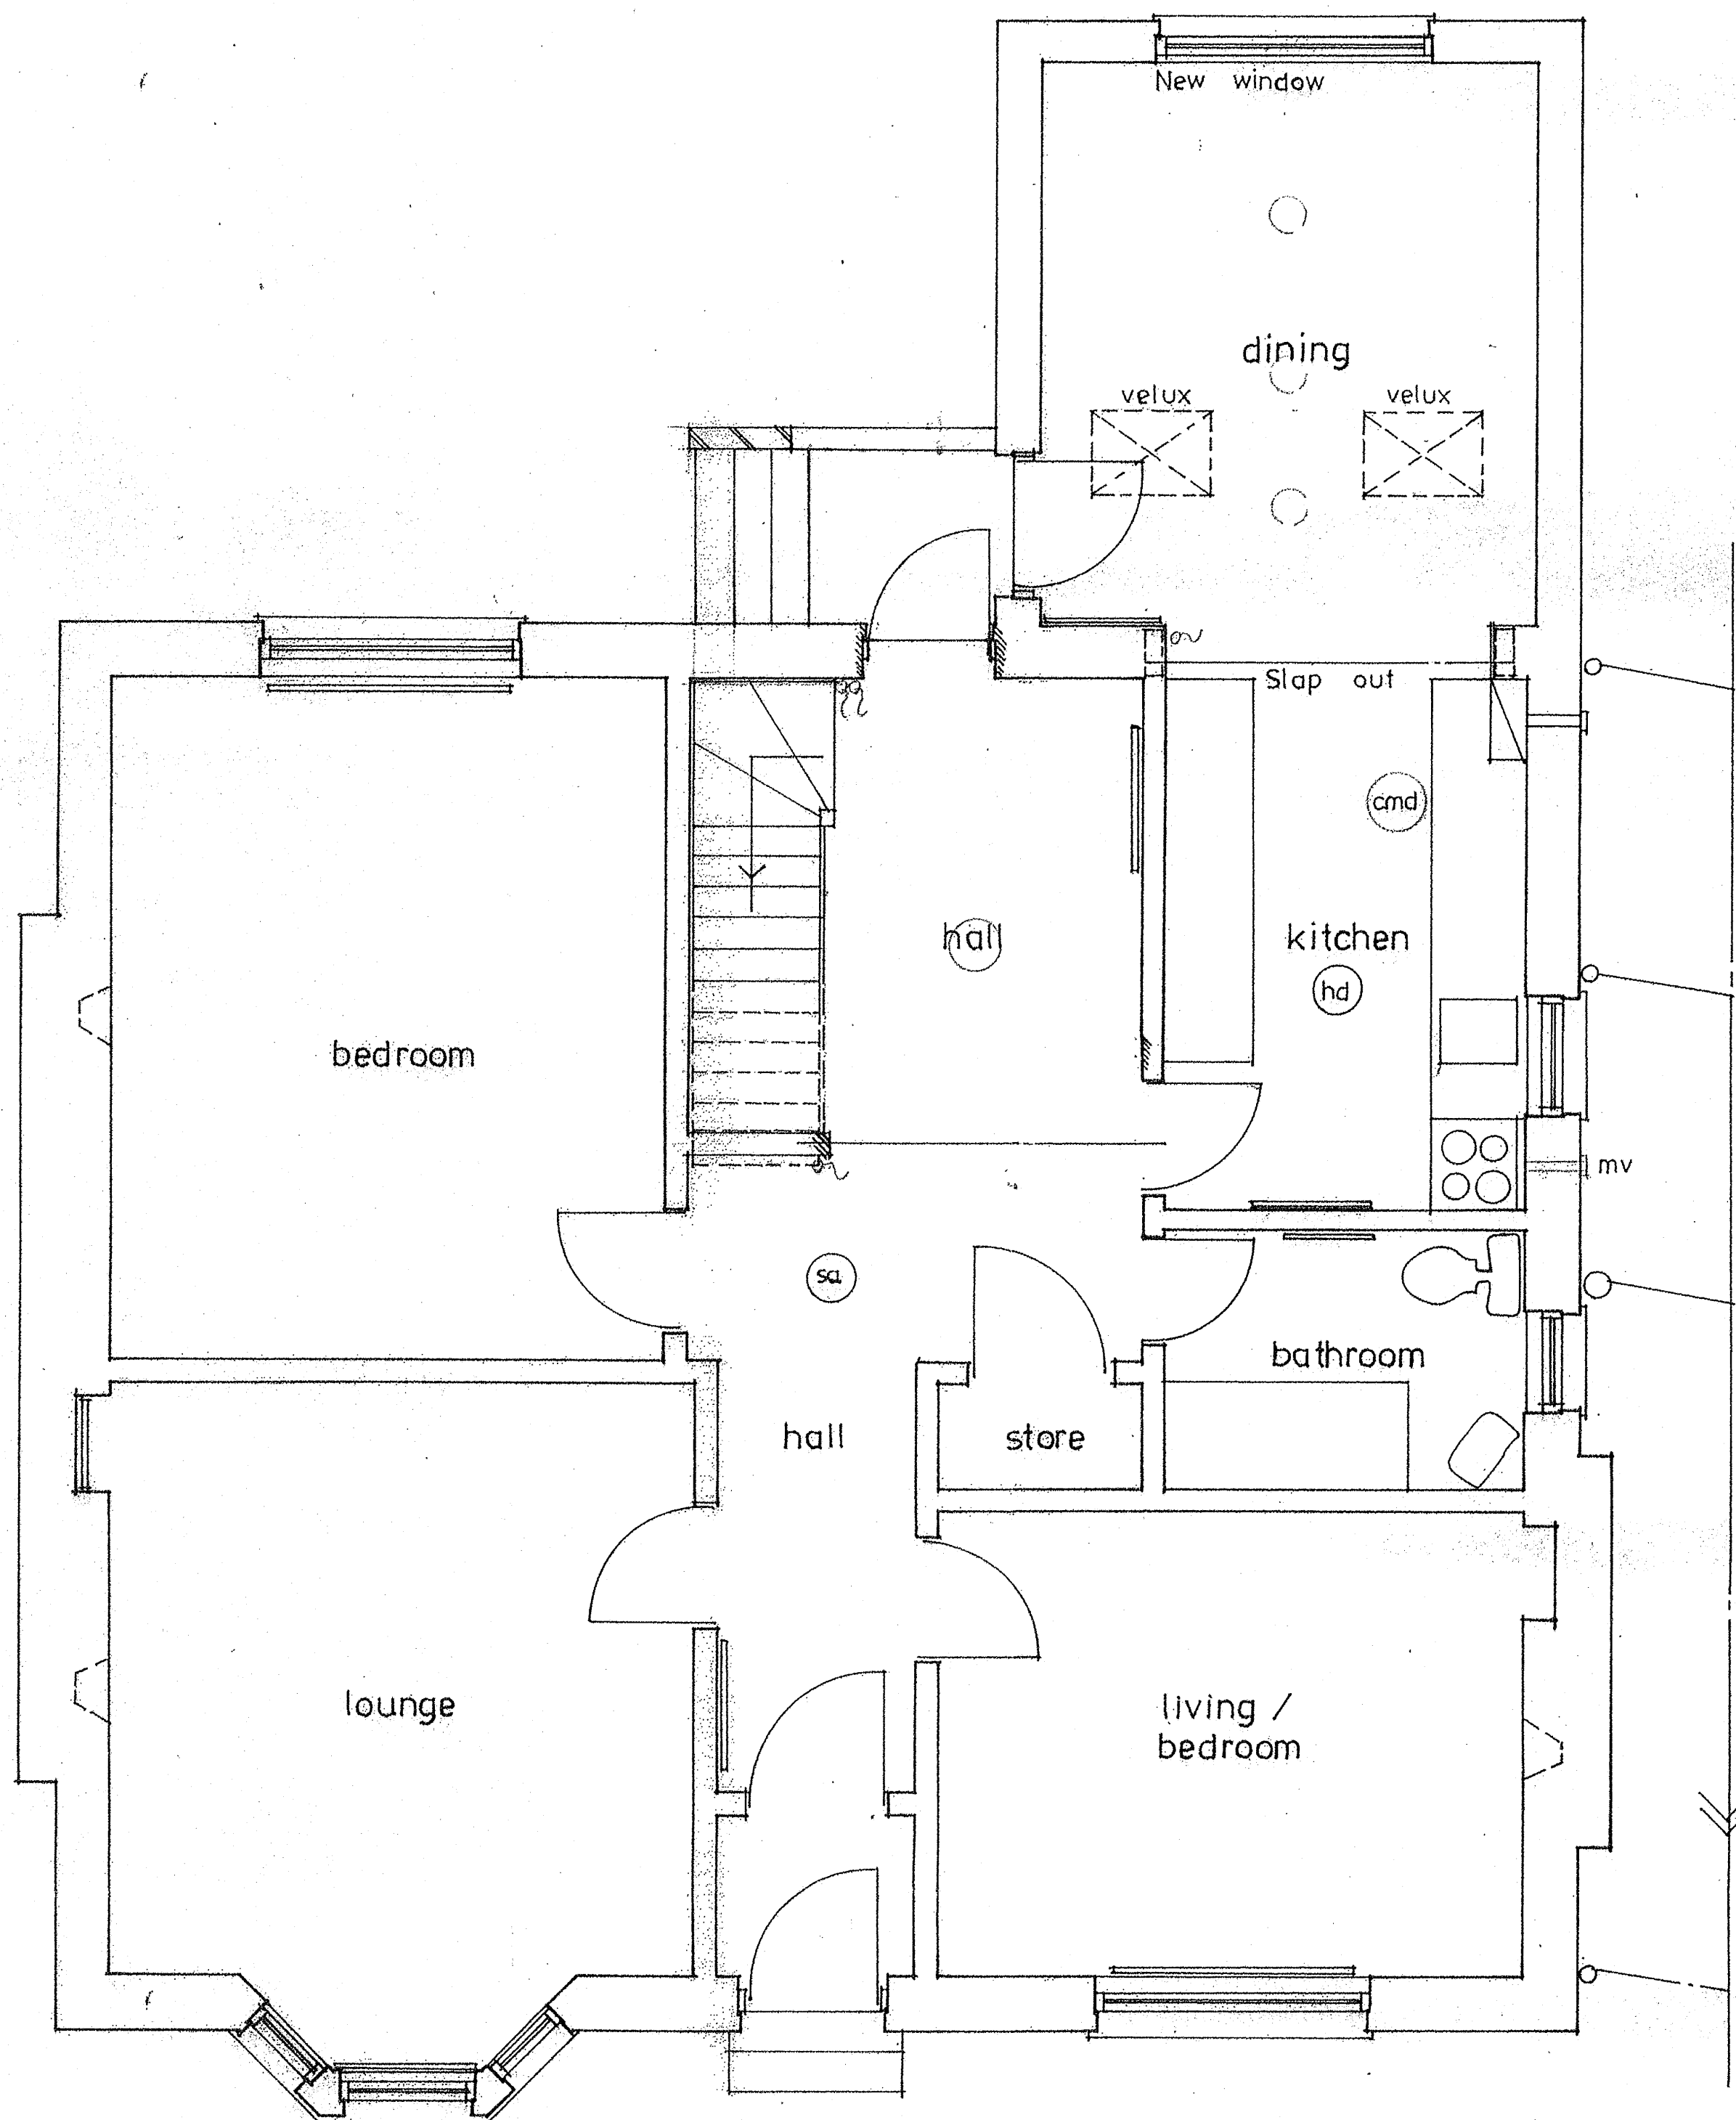 New window
dining
velux velux
Slap out
cmd
hall
kitchen
hd
bedroom
mv
sa
bathroom
hall
store
lounge
living /
bedroom